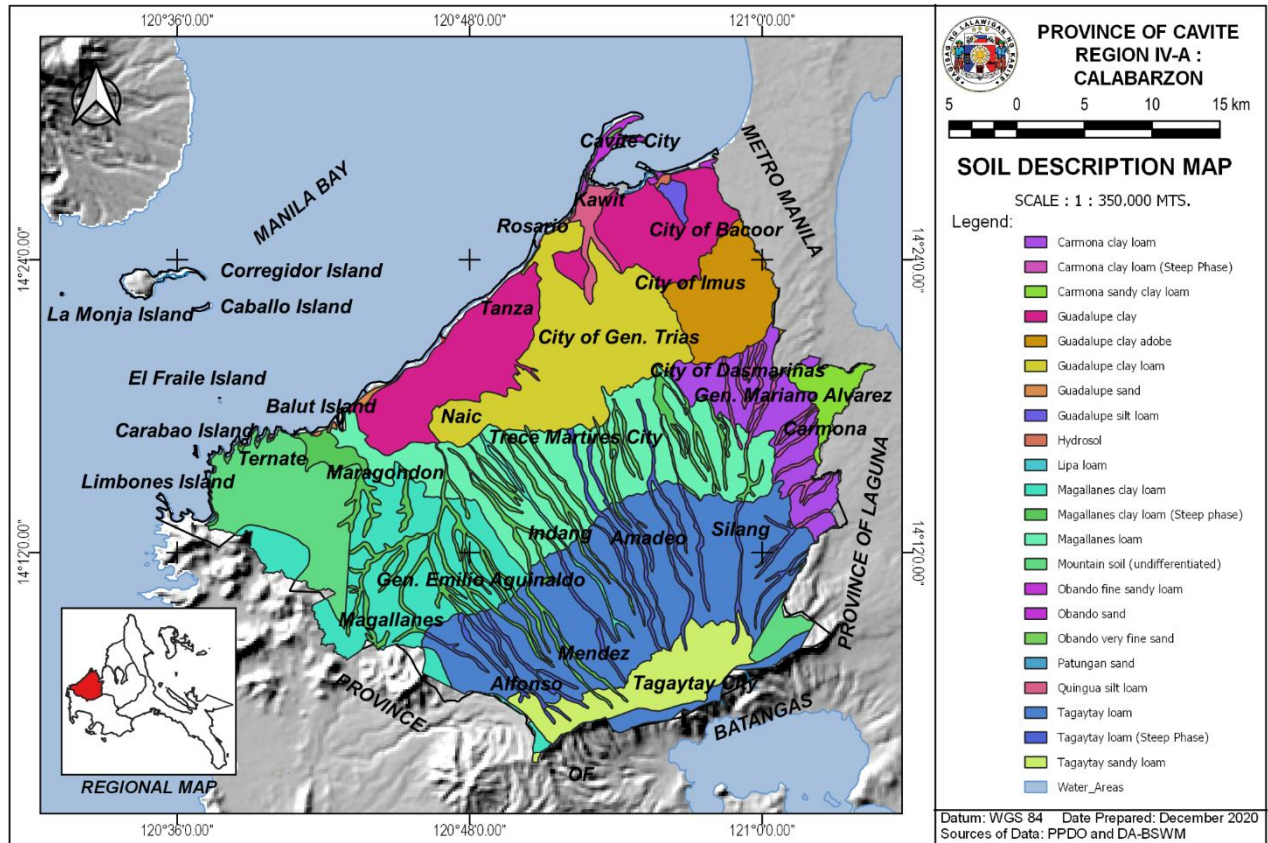 120°36'0.00"
120°48'0.00"
121°0'0.00"
14°24'0.00"
14°12'0.00"
MANILA BAY
METRO MANILA
Cavite City
Kawit
Rosario
City of Bacoor
Corregidor Island
City of Imus
La Monja Island
Caballo Island
Tanza
City of Gen. Trias
El Fraile Island
City of Dasmariñas
Balut Island
Gen. Mariano Alvarez
Naic
Carabao Island
Trece Martires City
Carmona
Ternate
Maragondon
Limbones Island
PROVINCE OF LAGUNA
Indang
Amadeo
Silang
Gen. Emilio Aguinaldo
Magallanes
Mendez
Alfonso
Tagaytay City
PROVINCE
OF
BATANGAS
REGIONAL MAP
14°24'0.00"
14°12'0.00"
120°36'0.00"
120°48'0.00"
121°0'0.00"
PROVINCE OF CAVITE
REGION IV-A :
CALABARZON
5 0 5 10 15 km
SOIL DESCRIPTION MAP
SCALE : 1 : 350,000 MTS.
Legend:
Carmona clay loam
Carmona clay loam (Steep Phase)
Carmona sandy clay loam
Guadalupe clay
Guadalupe clay adobe
Guadalupe clay loam
Guadalupe sand
Guadalupe silt loam
Hydrosol
Lipa loam
Magallanes clay loam
Magallanes clay loam (Steep phase)
Magallanes loam
Mountain soil (undifferentiated)
Obando fine sandy loam
Obando sand
Obando very fine sand
Patungan sand
Quingua silt loam
Tagaytay loam
Tagaytay loam (Steep Phase)
Tagaytay sandy loam
Water_Areas
Datum: WGS 84 Date Prepared: December 2020
Sources of Data: PPDO and DA-BSWM